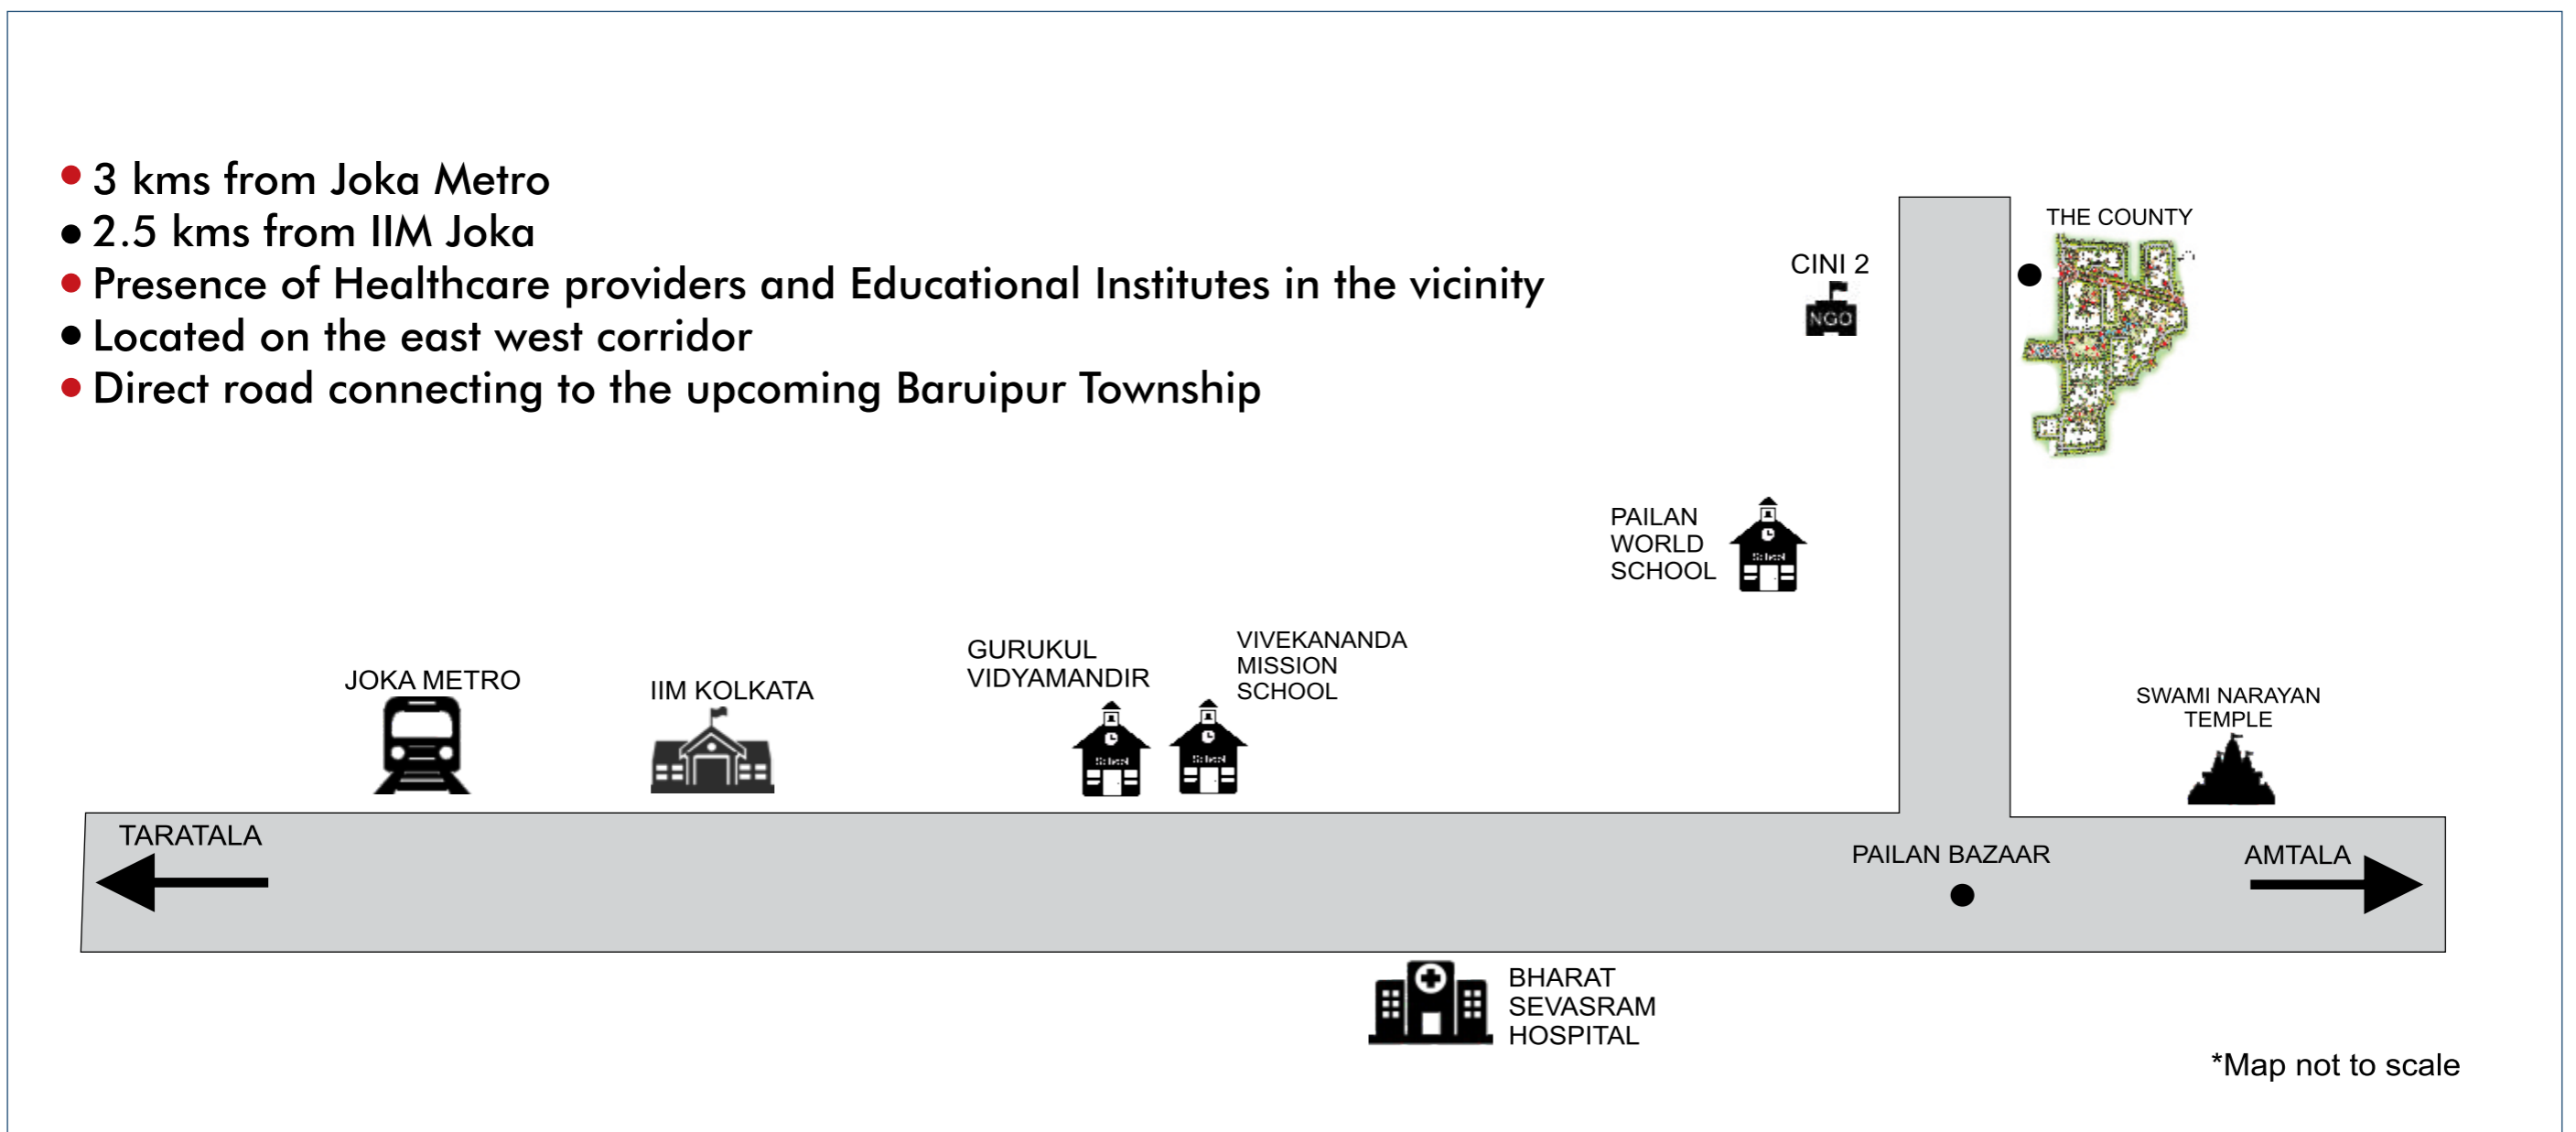 3 kms from Joka Metro
2.5 kms from IIM Joka
Presence of Healthcare providers and Educational Institutes in the vicinity
Located on the east west corridor
Direct road connecting to the upcoming Baruipur Township
THE COUNTY
CINI 2
NGO
PAILAN
WORLD
SCHOOL
School
GURUKUL
VIDYAMANDIR
School
VIVEKANANDA
MISSION
SCHOOL
School
JOKA METRO
IIM KOLKATA
SWAMI NARAYAN
TEMPLE
TARATALA
PAILAN BAZAAR
AMTALA
BHARAT
SEVASRAM
HOSPITAL
*Map not to scale